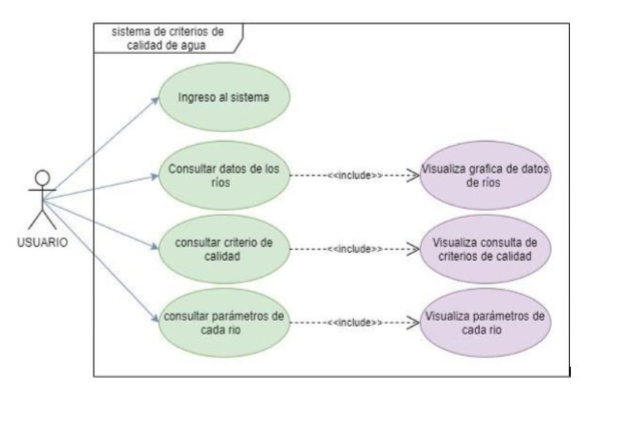 sistema de criterios de
calidad de agua
Ingreso al sistema
Consultar datos de los
ríos
<<include>>
Visualiza grafica de datos
de ríos
USUARIO
consultar criterio de
calidad
<<include>>
Visualiza consulta de
criterios de calidad
consultar parámetros de
cada rio
<<include>>
Visualiza parámetros de
cada rio